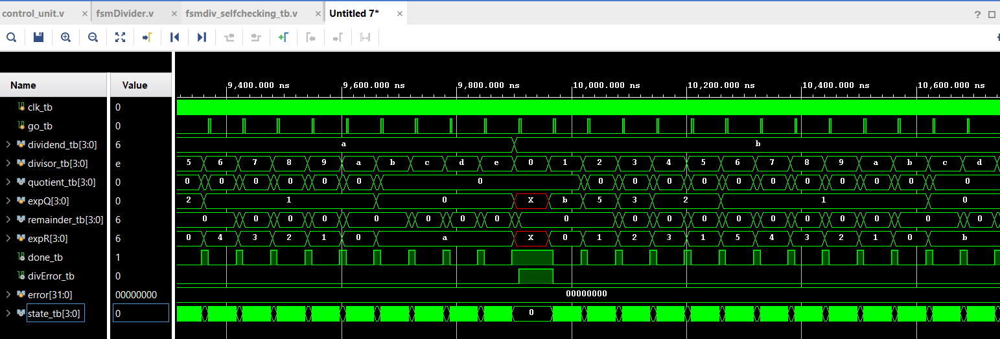 control_unit.v × fsmDivider.v × fsmdiv_selfchecking_tb.v × Untitled 7* × ?
Name Value 9,400.000 ns 9,600.000 ns 9,800.000 ns 10,000.000 ns 10,200.000 ns 10,400.000 ns 10,600.000 ns
clk_tb 0
go_tb 0
dividend_tb[3:0] 6 a b
divisor_tb[3:0] e 5 6 7 8 9 a b c d e 0 1 2 3 4 5 6 7 8 9 a b c d
quotient_tb[3:0] 0 0 0 0 0 0 0 0 0 0 0 0 0 0 0 0 0 0 0
expQ[3:0] 0 2 1 0 X b 5 3 2 1 0
remainder_tb[3:0] 6 0 0 0 0 0 0 0 0 0 0 0 0 0 0 0 0 0 0 0
expR[3:0] 6 0 4 3 2 1 0 a X 0 1 2 3 1 5 4 3 2 1 0 b
done_tb 1
divError_tb 0
error[31:0] 00000000 00000000
state_tb[3:0] 0 0